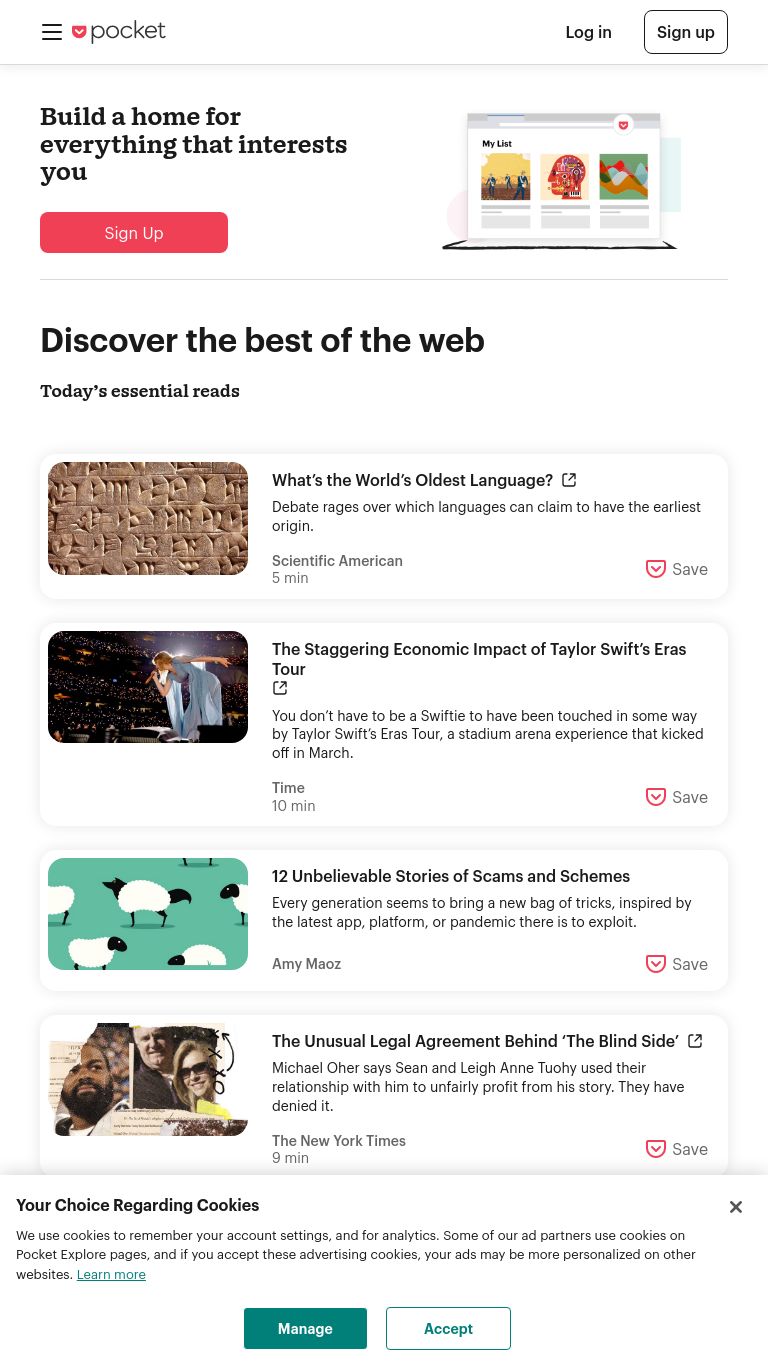 pocket
Log in
Sign up
Build a home for
everything that interests
you
Sign Up
My List
Discover the best of the web
Today’s essential reads
What’s the World’s Oldest Language?
Debate rages over which languages can claim to have the earliest
origin.
Scientific American
5 min
Save
The Staggering Economic Impact of Taylor Swift’s Eras
Tour
You don’t have to be a Swiftie to have been touched in some way
by Taylor Swift’s Eras Tour, a stadium arena experience that kicked
off in March.
Time
10 min
Save
12 Unbelievable Stories of Scams and Schemes
Every generation seems to bring a new bag of tricks, inspired by
the latest app, platform, or pandemic there is to exploit.
Amy Maoz
Save
The Unusual Legal Agreement Behind ‘The Blind Side’
Michael Oher says Sean and Leigh Anne Tuohy used their
relationship with him to unfairly profit from his story. They have
denied it.
The New York Times
9 min
Save
Your Choice Regarding Cookies
We use cookies to remember your account settings, and for analytics. Some of our ad partners use cookies on
Pocket Explore pages, and if you accept these advertising cookies, your ads may be more personalized on other
websites. Learn more
Manage
Accept